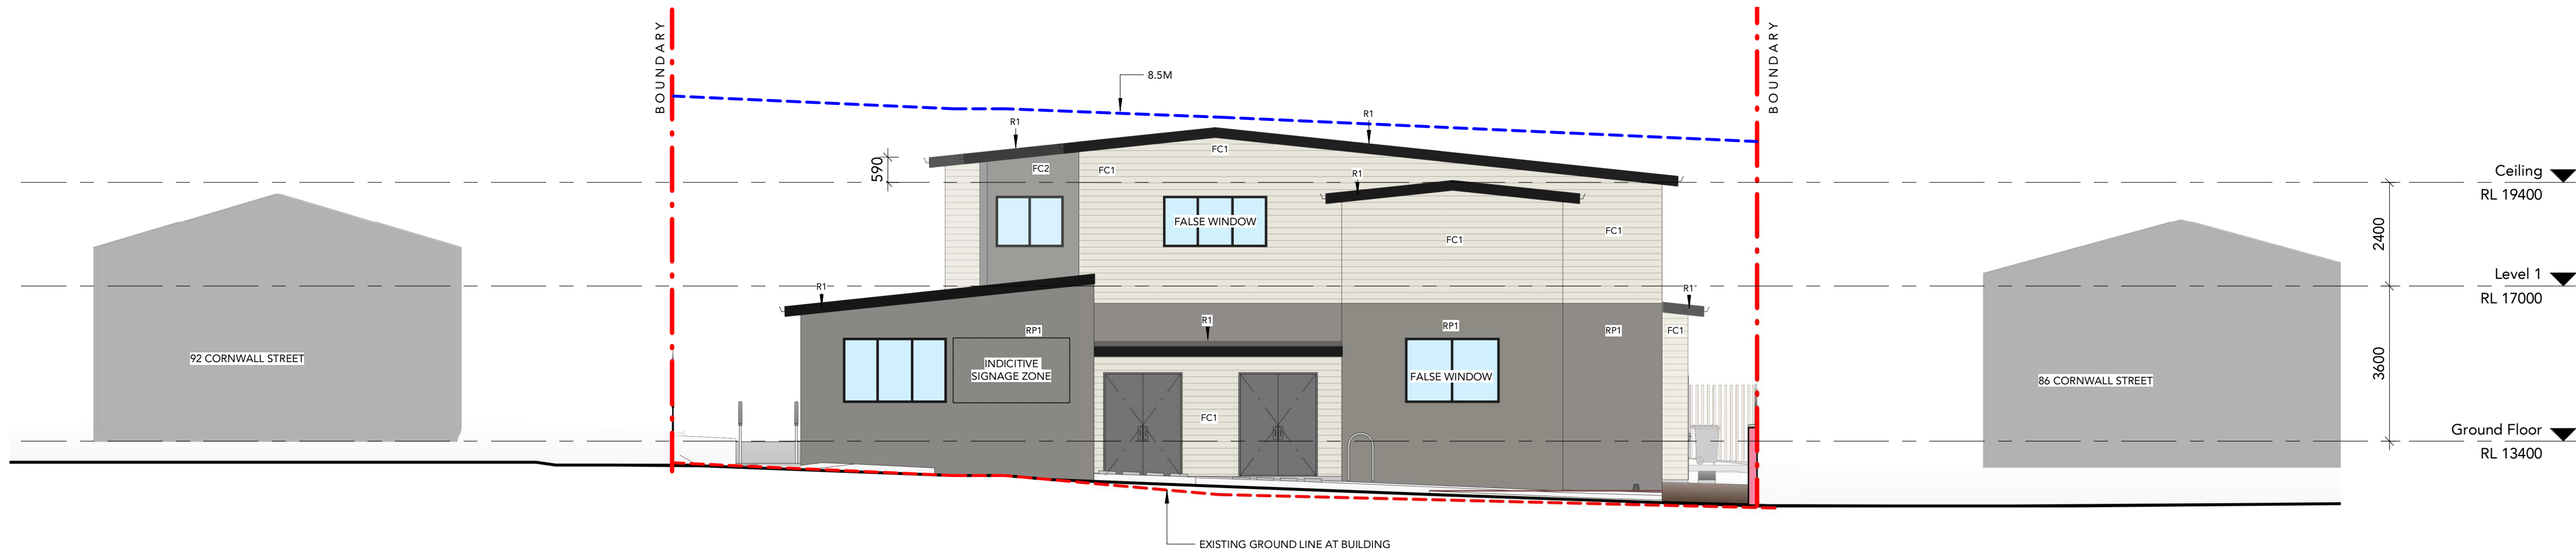 BOUNDARY
BOUNDARY
8.5M
R1
R1
590
FC1
FC2
FC1
R1
Ceiling
RL 19400
FALSE WINDOW
FC1
FC1
2400
Level 1
RL 17000
R1
R1
RP1
R1
RP1
RP1
FC1
92 CORNWALL STREET
INDICITIVE
SIGNAGE ZONE
FALSE WINDOW
86 CORNWALL STREET
3600
FC1
Ground Floor
RL 13400
EXISTING GROUND LINE AT BUILDING